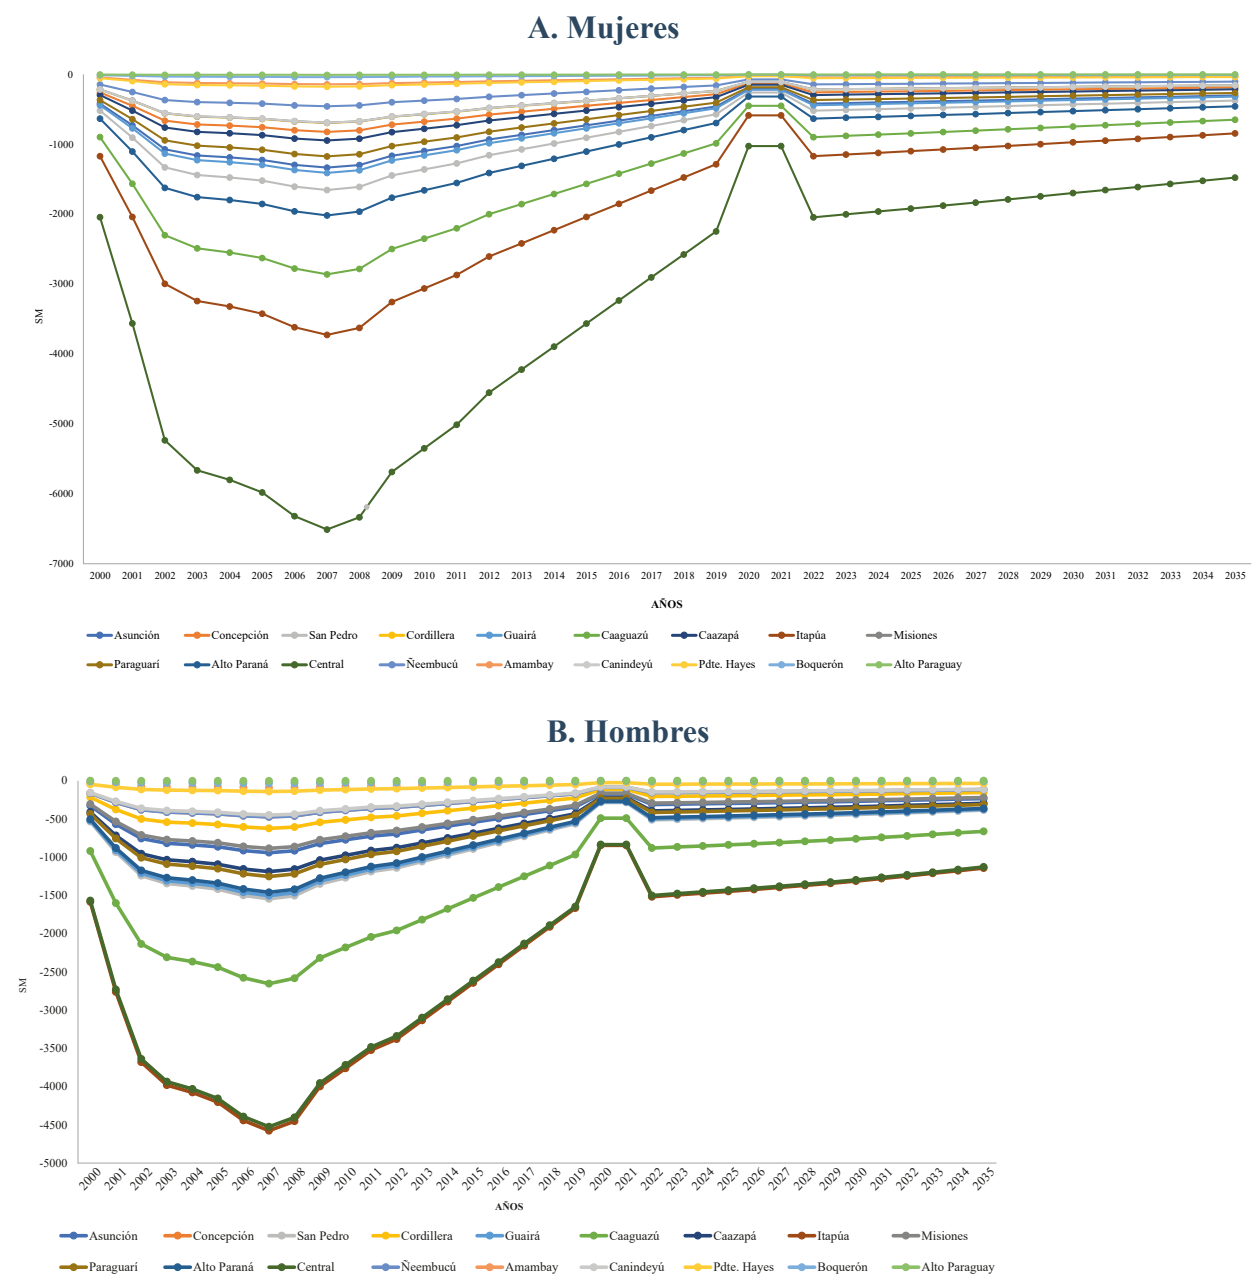 A. Mujeres
0
-1000
-2000
-3000
-4000
-5000
-6000
-7000
SM
2000 2001 2002 2003 2004 2005 2006 2007 2008 2009 2010 2011 2012 2013 2014 2015 2016 2017 2018 2019 2020 2021 2022 2023 2024 2025 2026 2027 2028 2029 2030 2031 2032 2033 2034 2035
AÑOS
Asunción Concepción San Pedro Cordillera Guairá Caaguazú Caazapá Itapúa Misiones
Paraguarí Alto Paraná Central Ñeembucú Amambay Canindeyú Pdte. Hayes Boquerón Alto Paraguay
B. Hombres
0
-500
-1000
-1500
-2000
-2500
-3000
-3500
-4000
-4500
-5000
SM
2000 2001 2002 2003 2004 2005 2006 2007 2008 2009 2010 2011 2012 2013 2014 2015 2016 2017 2018 2019 2020 2021 2022 2023 2024 2025 2026 2027 2028 2029 2030 2031 2032 2033 2034 2035
AÑOS
Asunción Concepción San Pedro Cordillera Guairá Caaguazú Caazapá Itapúa Misiones
Paraguarí Alto Paraná Central Ñeembucú Amambay Canindeyú Pdte. Hayes Boquerón Alto Paraguay